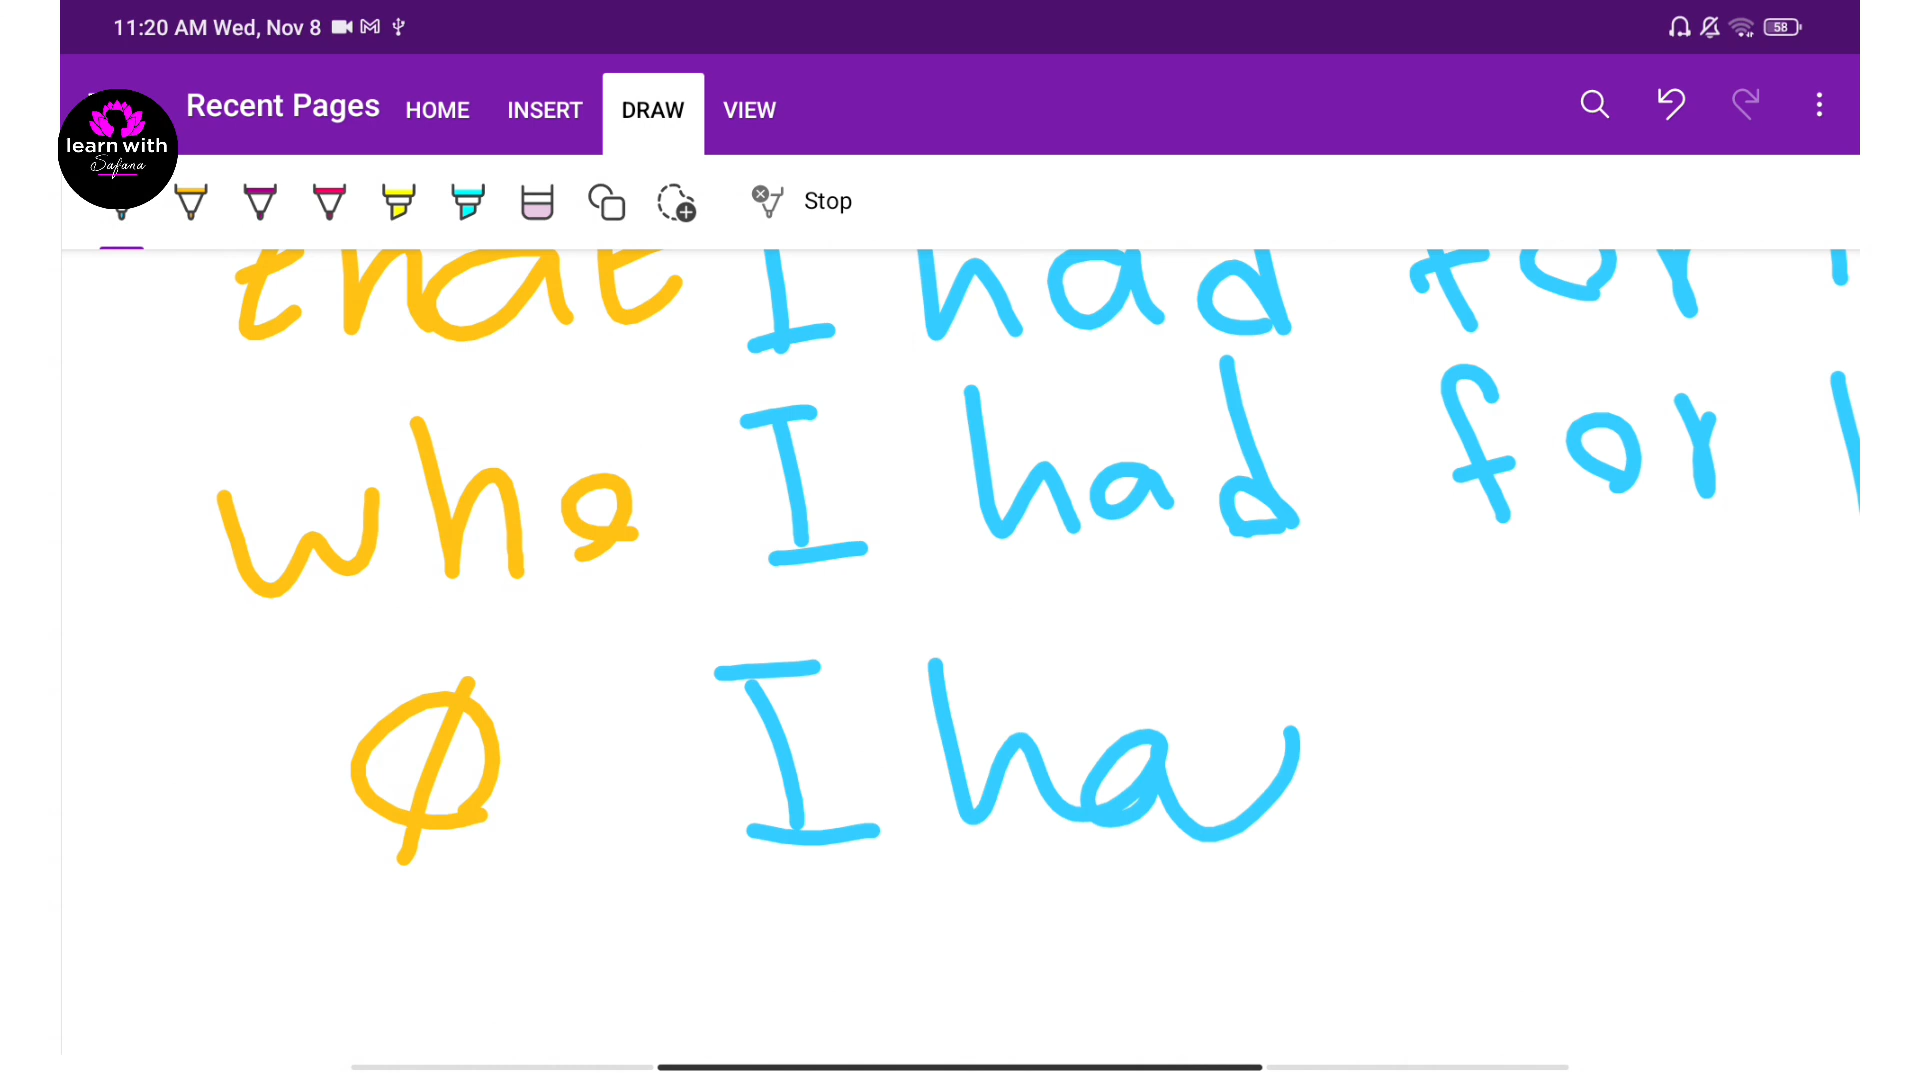 11:20 AM Wed, Nov 8
58
Recent Pages HOME INSERT DRAW VIEW
learn with
Safana
Stop
that I had for
who I had for
Ø I ha